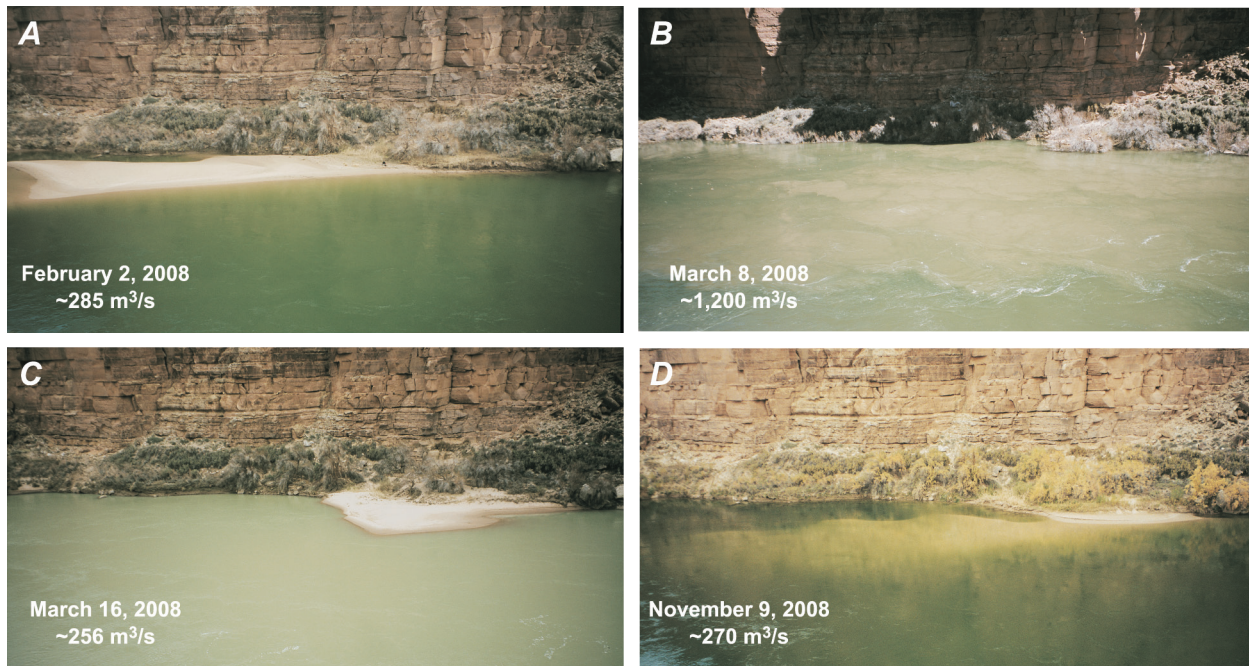 A
February 2, 2008
~285 m³/s
B
March 8, 2008
~1,200 m³/s
C
March 16, 2008
~256 m³/s
D
November 9, 2008
~270 m³/s